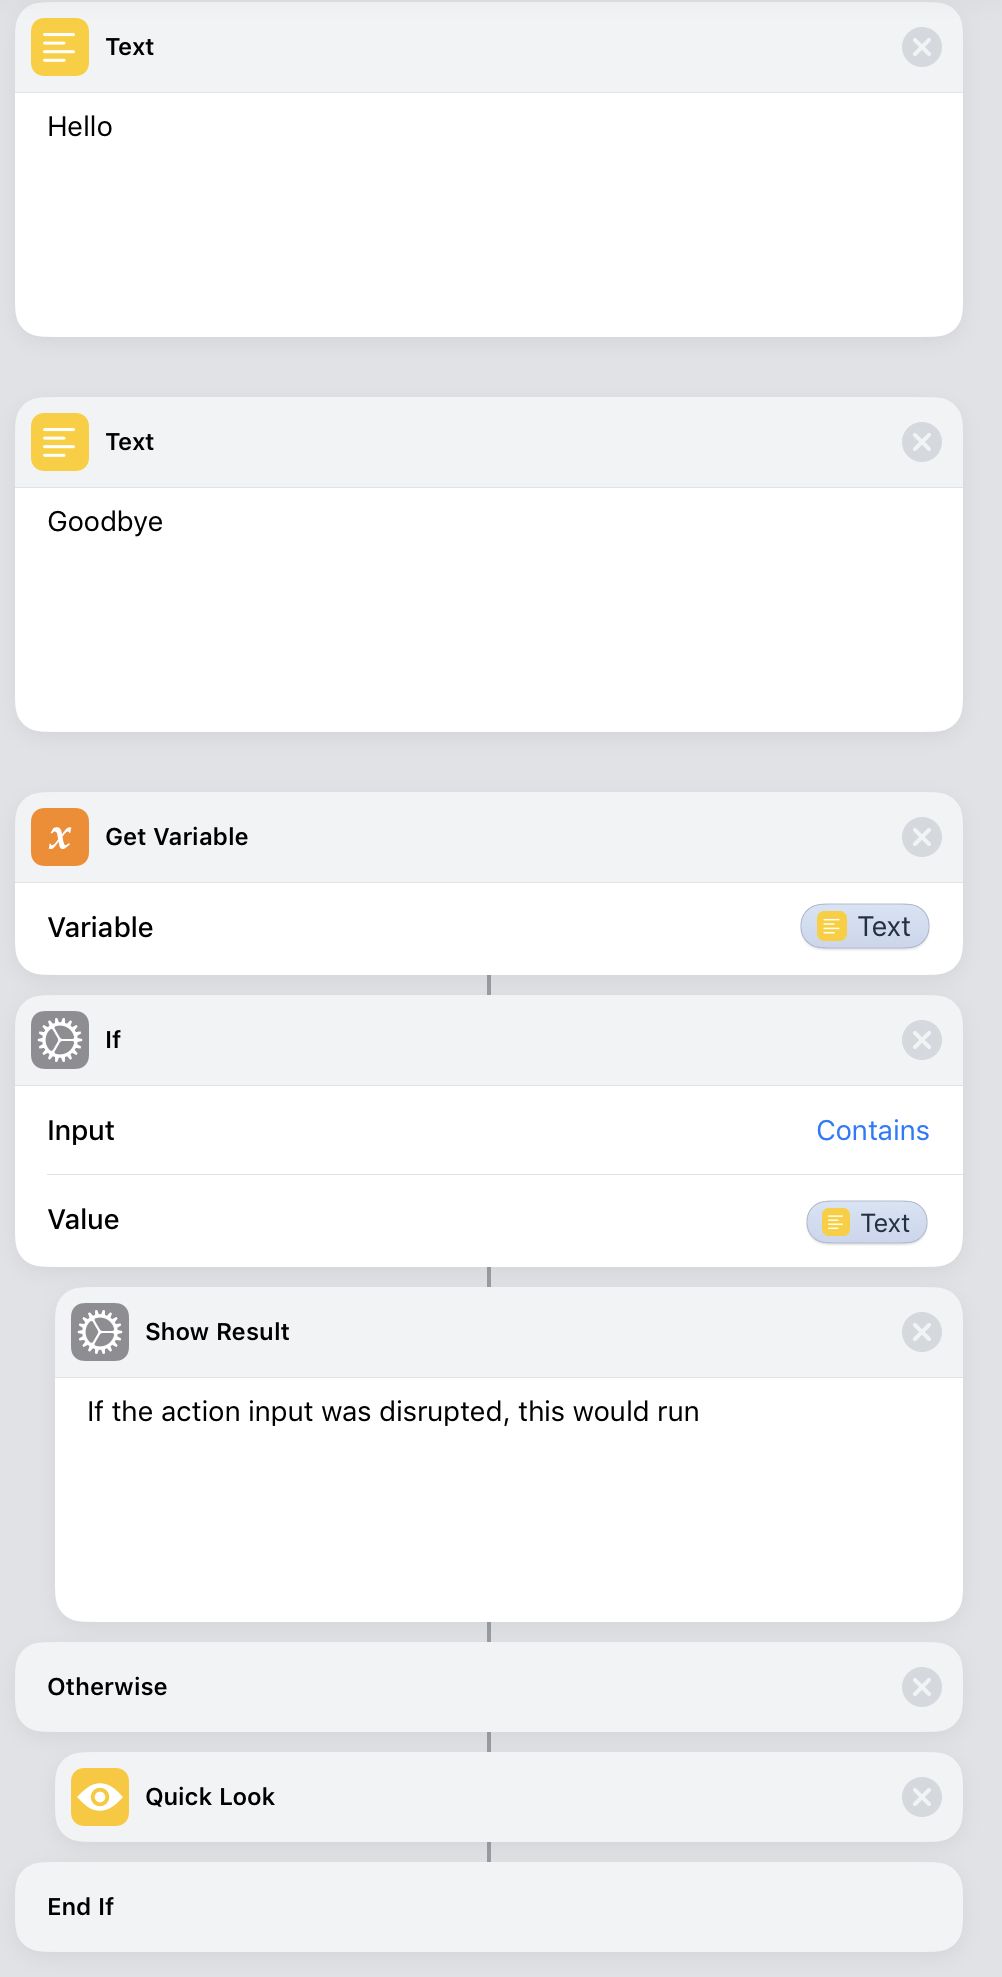 Text
Hello
Text
Goodbye
Get Variable
Variable Text
If
Input Contains
Value Text
Show Result
If the action input was disrupted, this would run
Otherwise
Quick Look
End If